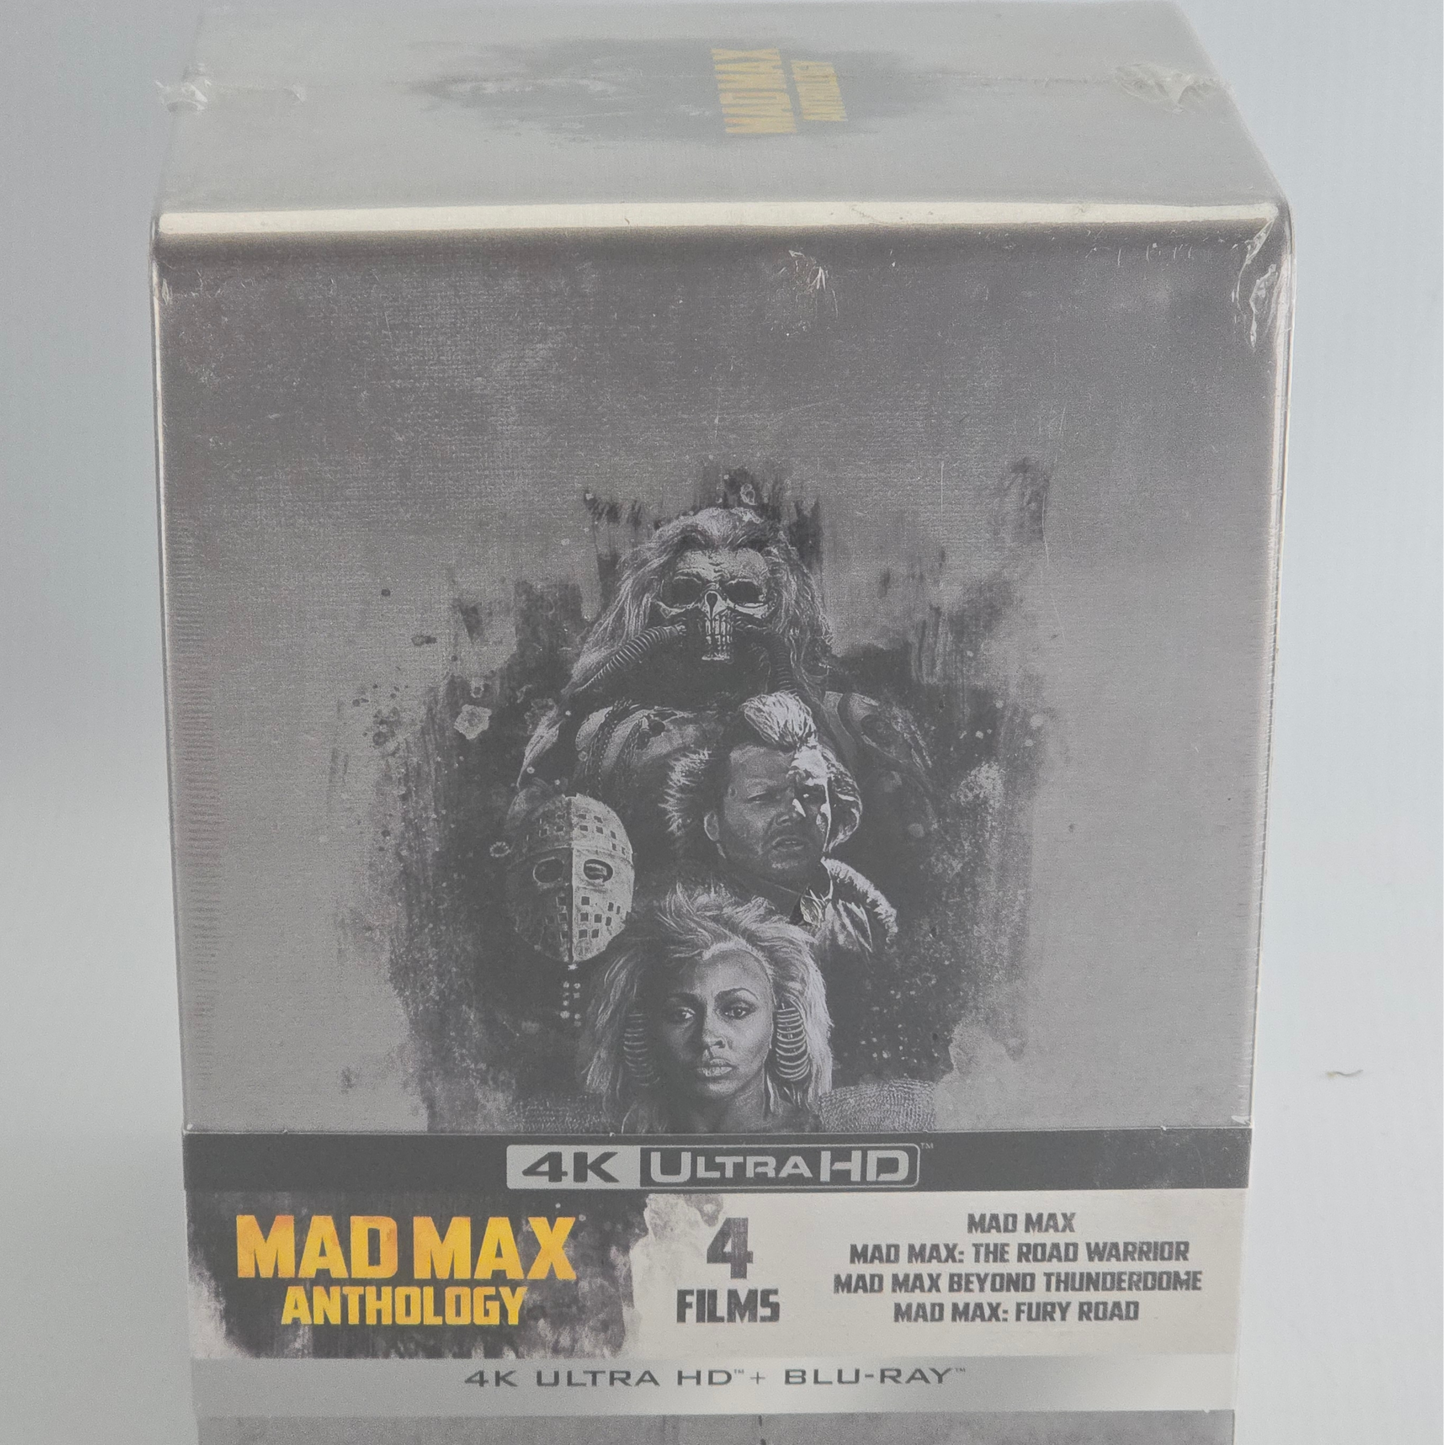 MAD MAX
ANTHOLOGY
4K ULTRA HD™
MAD MAX
ANTHOLOGY
4
FILMS
MAD MAX
MAD MAX: THE ROAD WARRIOR
MAD MAX BEYOND THUNDERDOME
MAD MAX: FURY ROAD
4K ULTRA HD™ + BLU-RAY™